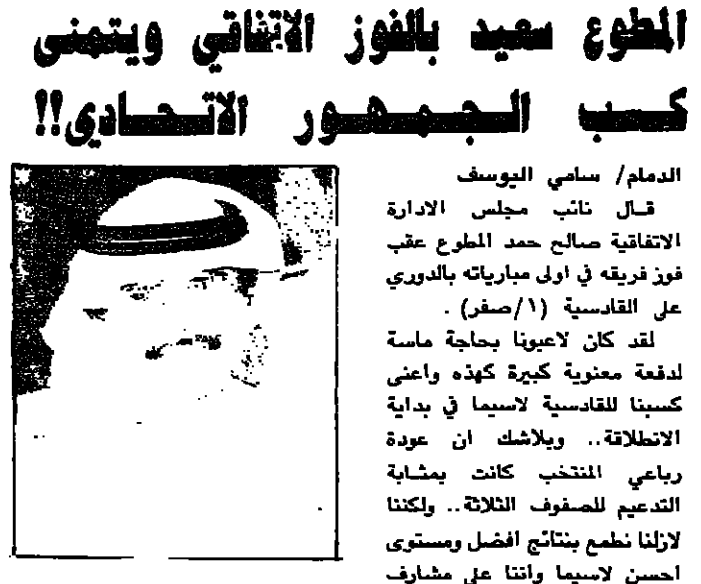 المطوع سعيد بالفوز الاتفاقي ويتمنى
كسب الجمهور الاتحادي!!
الدمام/ سامي اليوسف
قال نائب مجلس الادارة
الاتفاقية صالح حمد المطوع عقب
فوز فريقه في اولى مبارياته بالدوري
على القادسية (١/صفر) .
لقد كان لاعبونا بحاجة ماسة
لدفعة معنوية كبيرة كهذه واعنى
كسبنا للقادسية لاسيما في بداية
الانطلاقة.. وبلاشك ان عودة
رباعي المنتخب كانت بمثابة
التدعيم للصفوف الثلاثة.. ولكننا
لازلنا نطمع بنتائج افضل ومستوى
احسن لاسيما واننا على مشارف